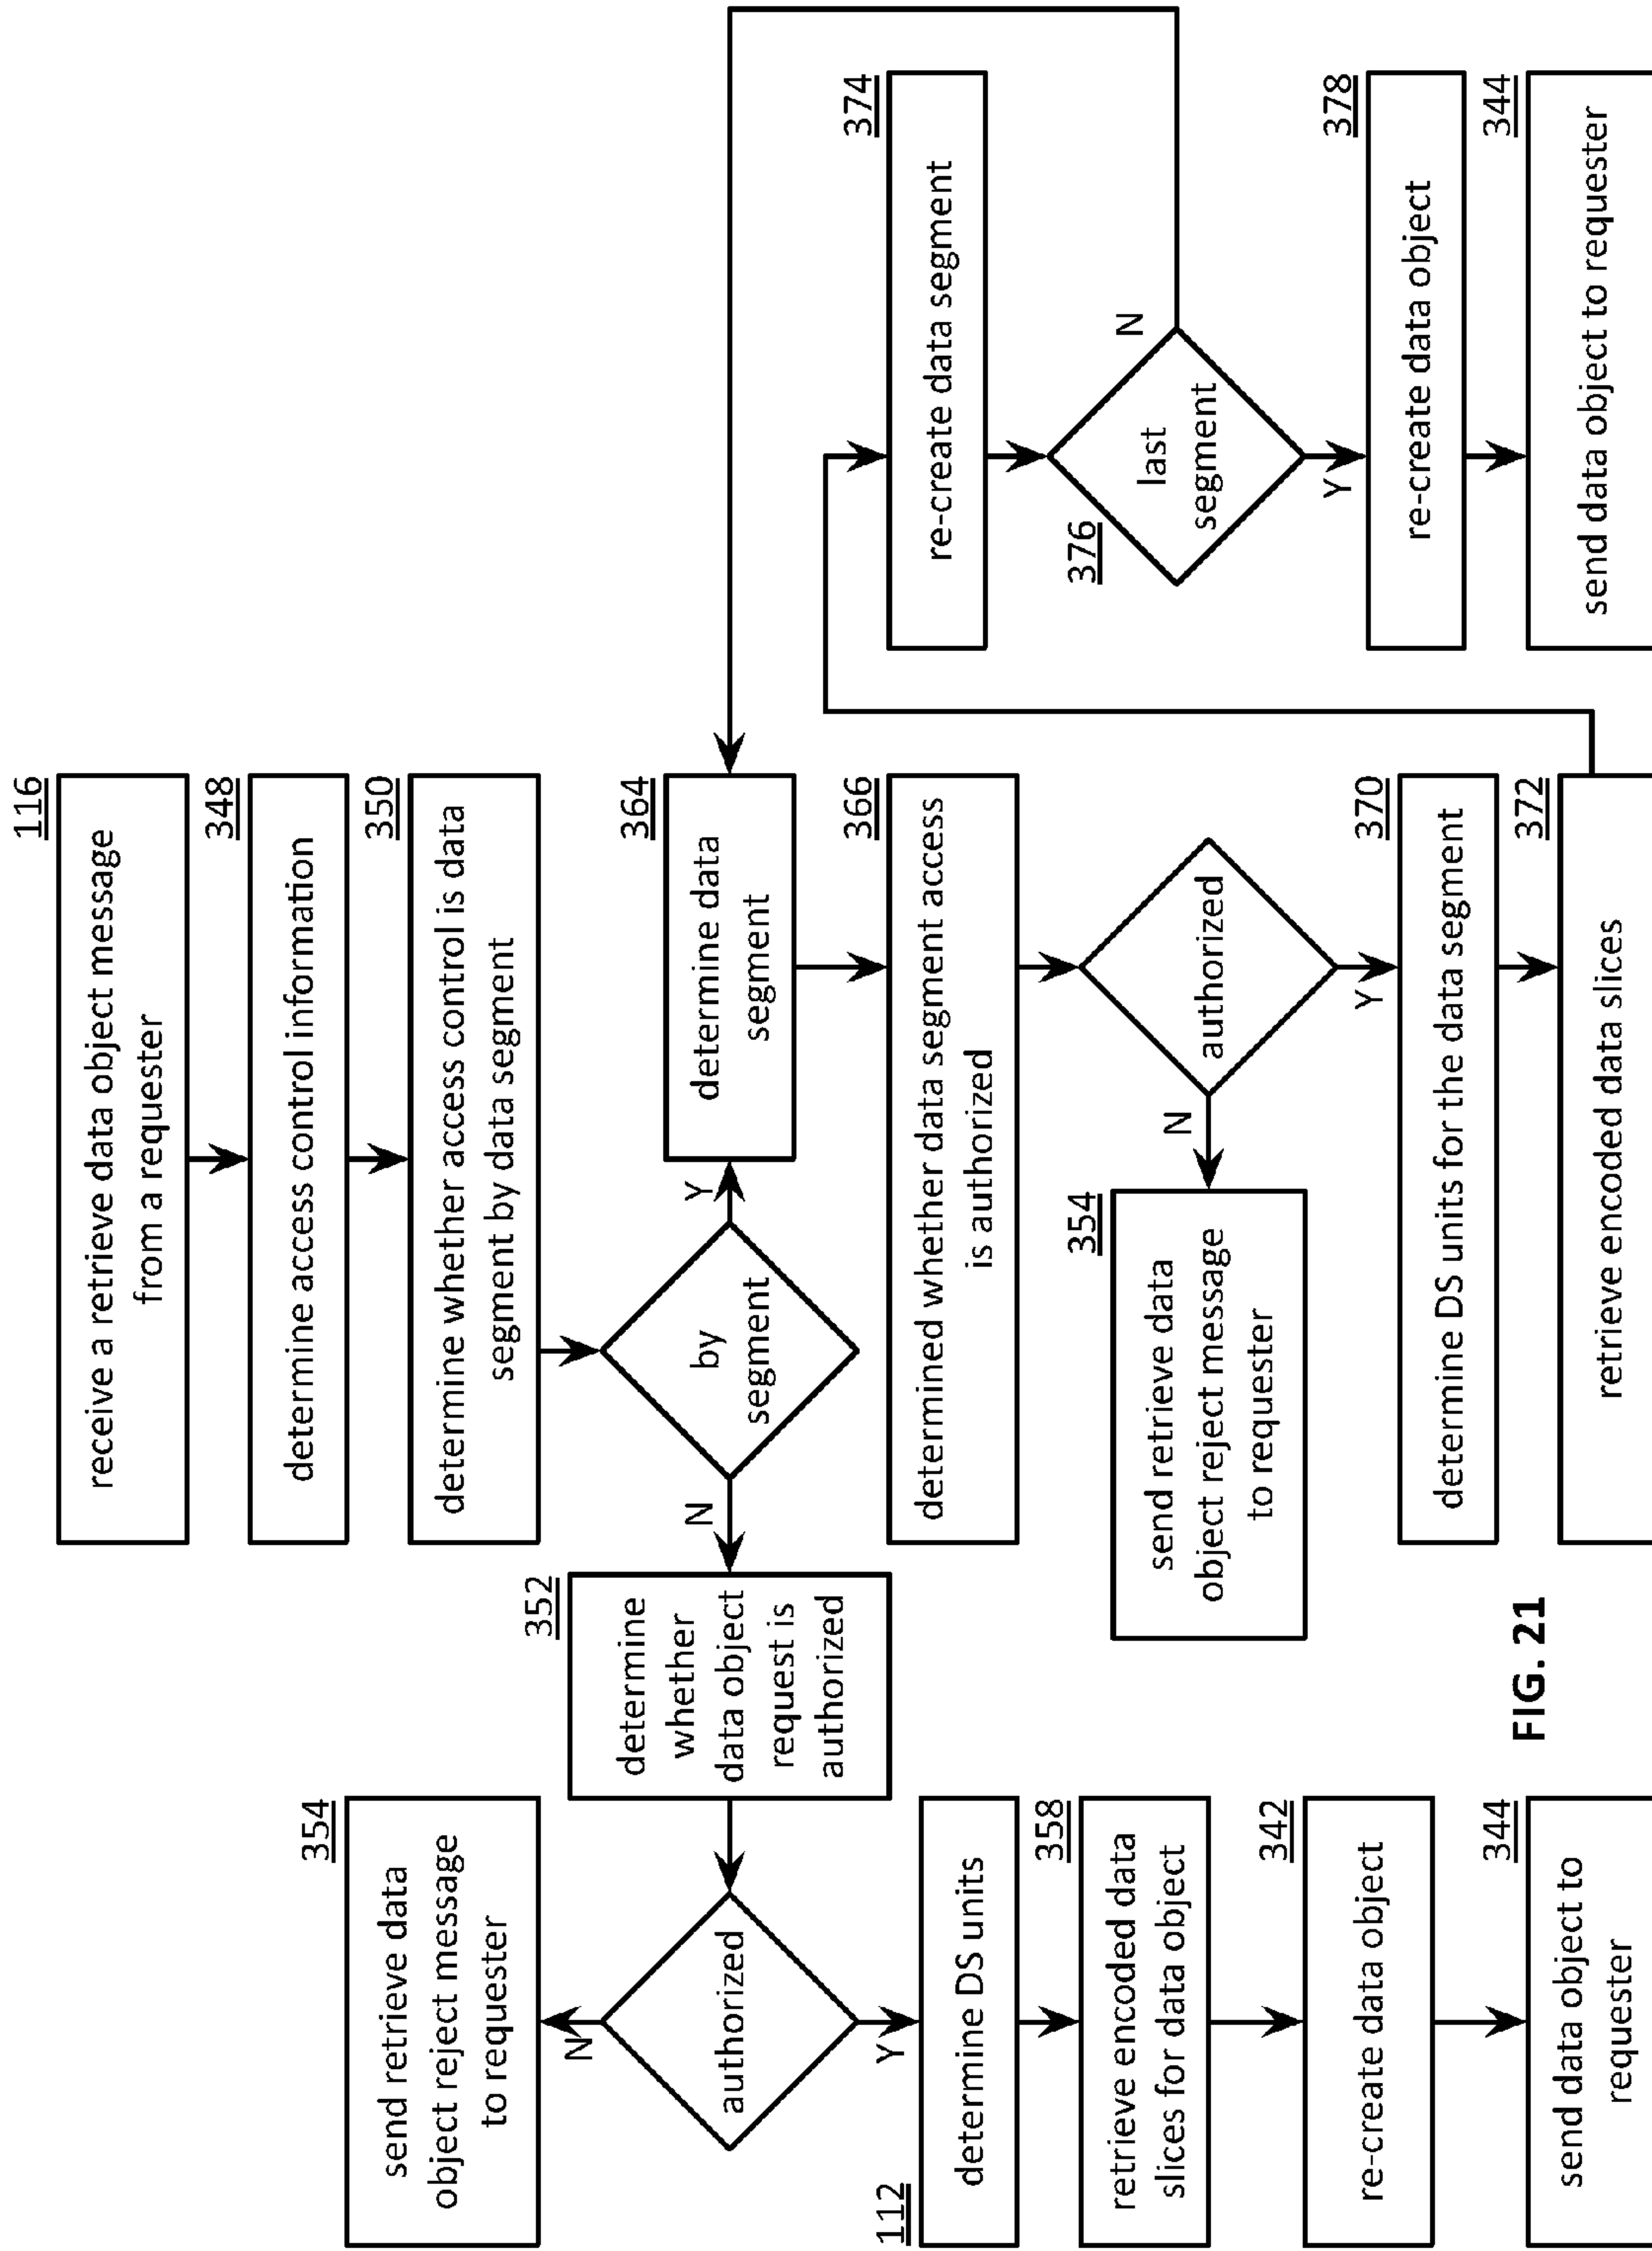 116
receive a retrieve data object message
from a requester
348
determine access control information
350
determine whether access control is data
segment by data segment
by
segment
N
Y
352
determine
whether
data object
request is
authorized
authorized
N
354
send retrieve data
object reject message
to requester
Y
112
determine DS units
358
retrieve encoded data
slices for data object
342
re-create data object
344
send data object to
requester
364
determine data
segment
366
determined whether data segment access
is authorized
authorized
N
354
send retrieve data
object reject message
to requester
Y
370
determine DS units for the data segment
372
retrieve encoded data slices
374
re-create data segment
376
last
segment
N
Y
378
re-create data object
344
send data object to requester
FIG. 21